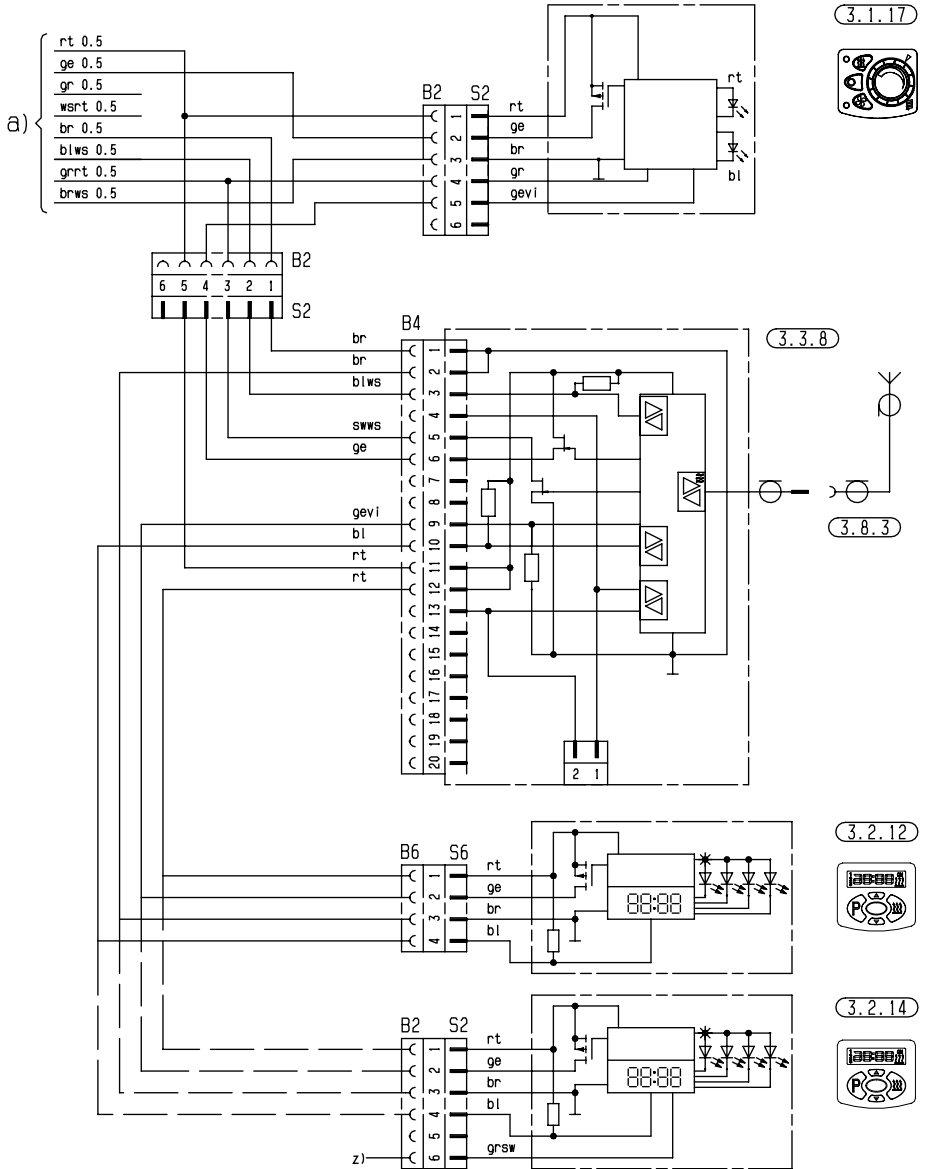 3.1.17
rt 0.5
ge 0.5
gr 0.5
wsrt 0.5
br 0.5
blws 0.5
grrt 0.5
brws 0.5
a)
B2 S2
1
2
3
4
5
6
rt
ge
br
gr
gevi
rt
bl
B2
6 5 4 3 2 1
S2
B4
br
br
blws
swws
ge
gevi
bl
rt
rt
1
2
3
4
5
6
7
8
9
10
11
12
13
14
15
16
17
18
19
20
2 1
3.3.8
3.8.3
B6 S6
1
2
3
4
rt
ge
br
bl
88:88
3.2.12
P
B2 S2
1
2
3
4
5
6
rt
ge
br
bl
grsw
z)
88:88
3.2.14
P